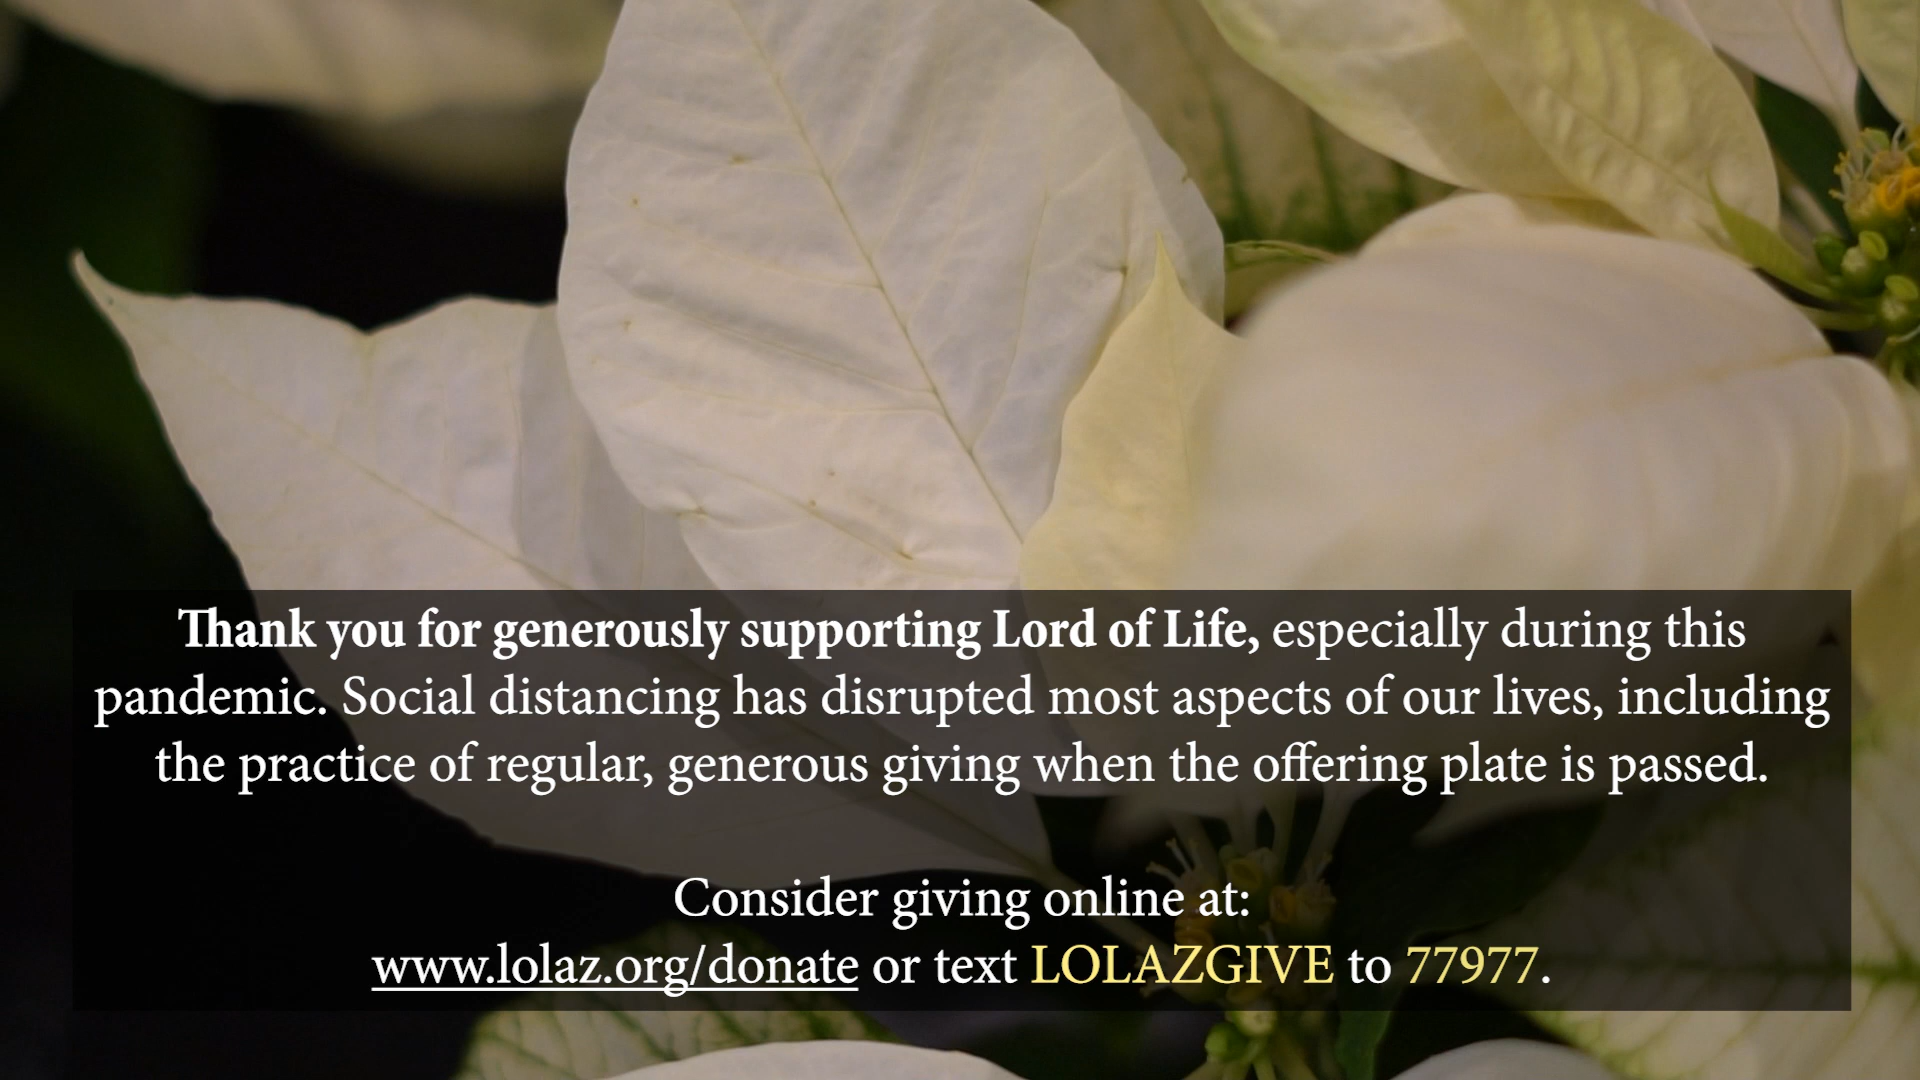 Thank you for generously supporting Lord of Life, especially during this
pandemic. Social distancing has disrupted most aspects of our lives, including
the practice of regular, generous giving when the offering plate is passed.
Consider giving online at:
www.lolaz.org/donate or text LOLAZGIVE to 77977.